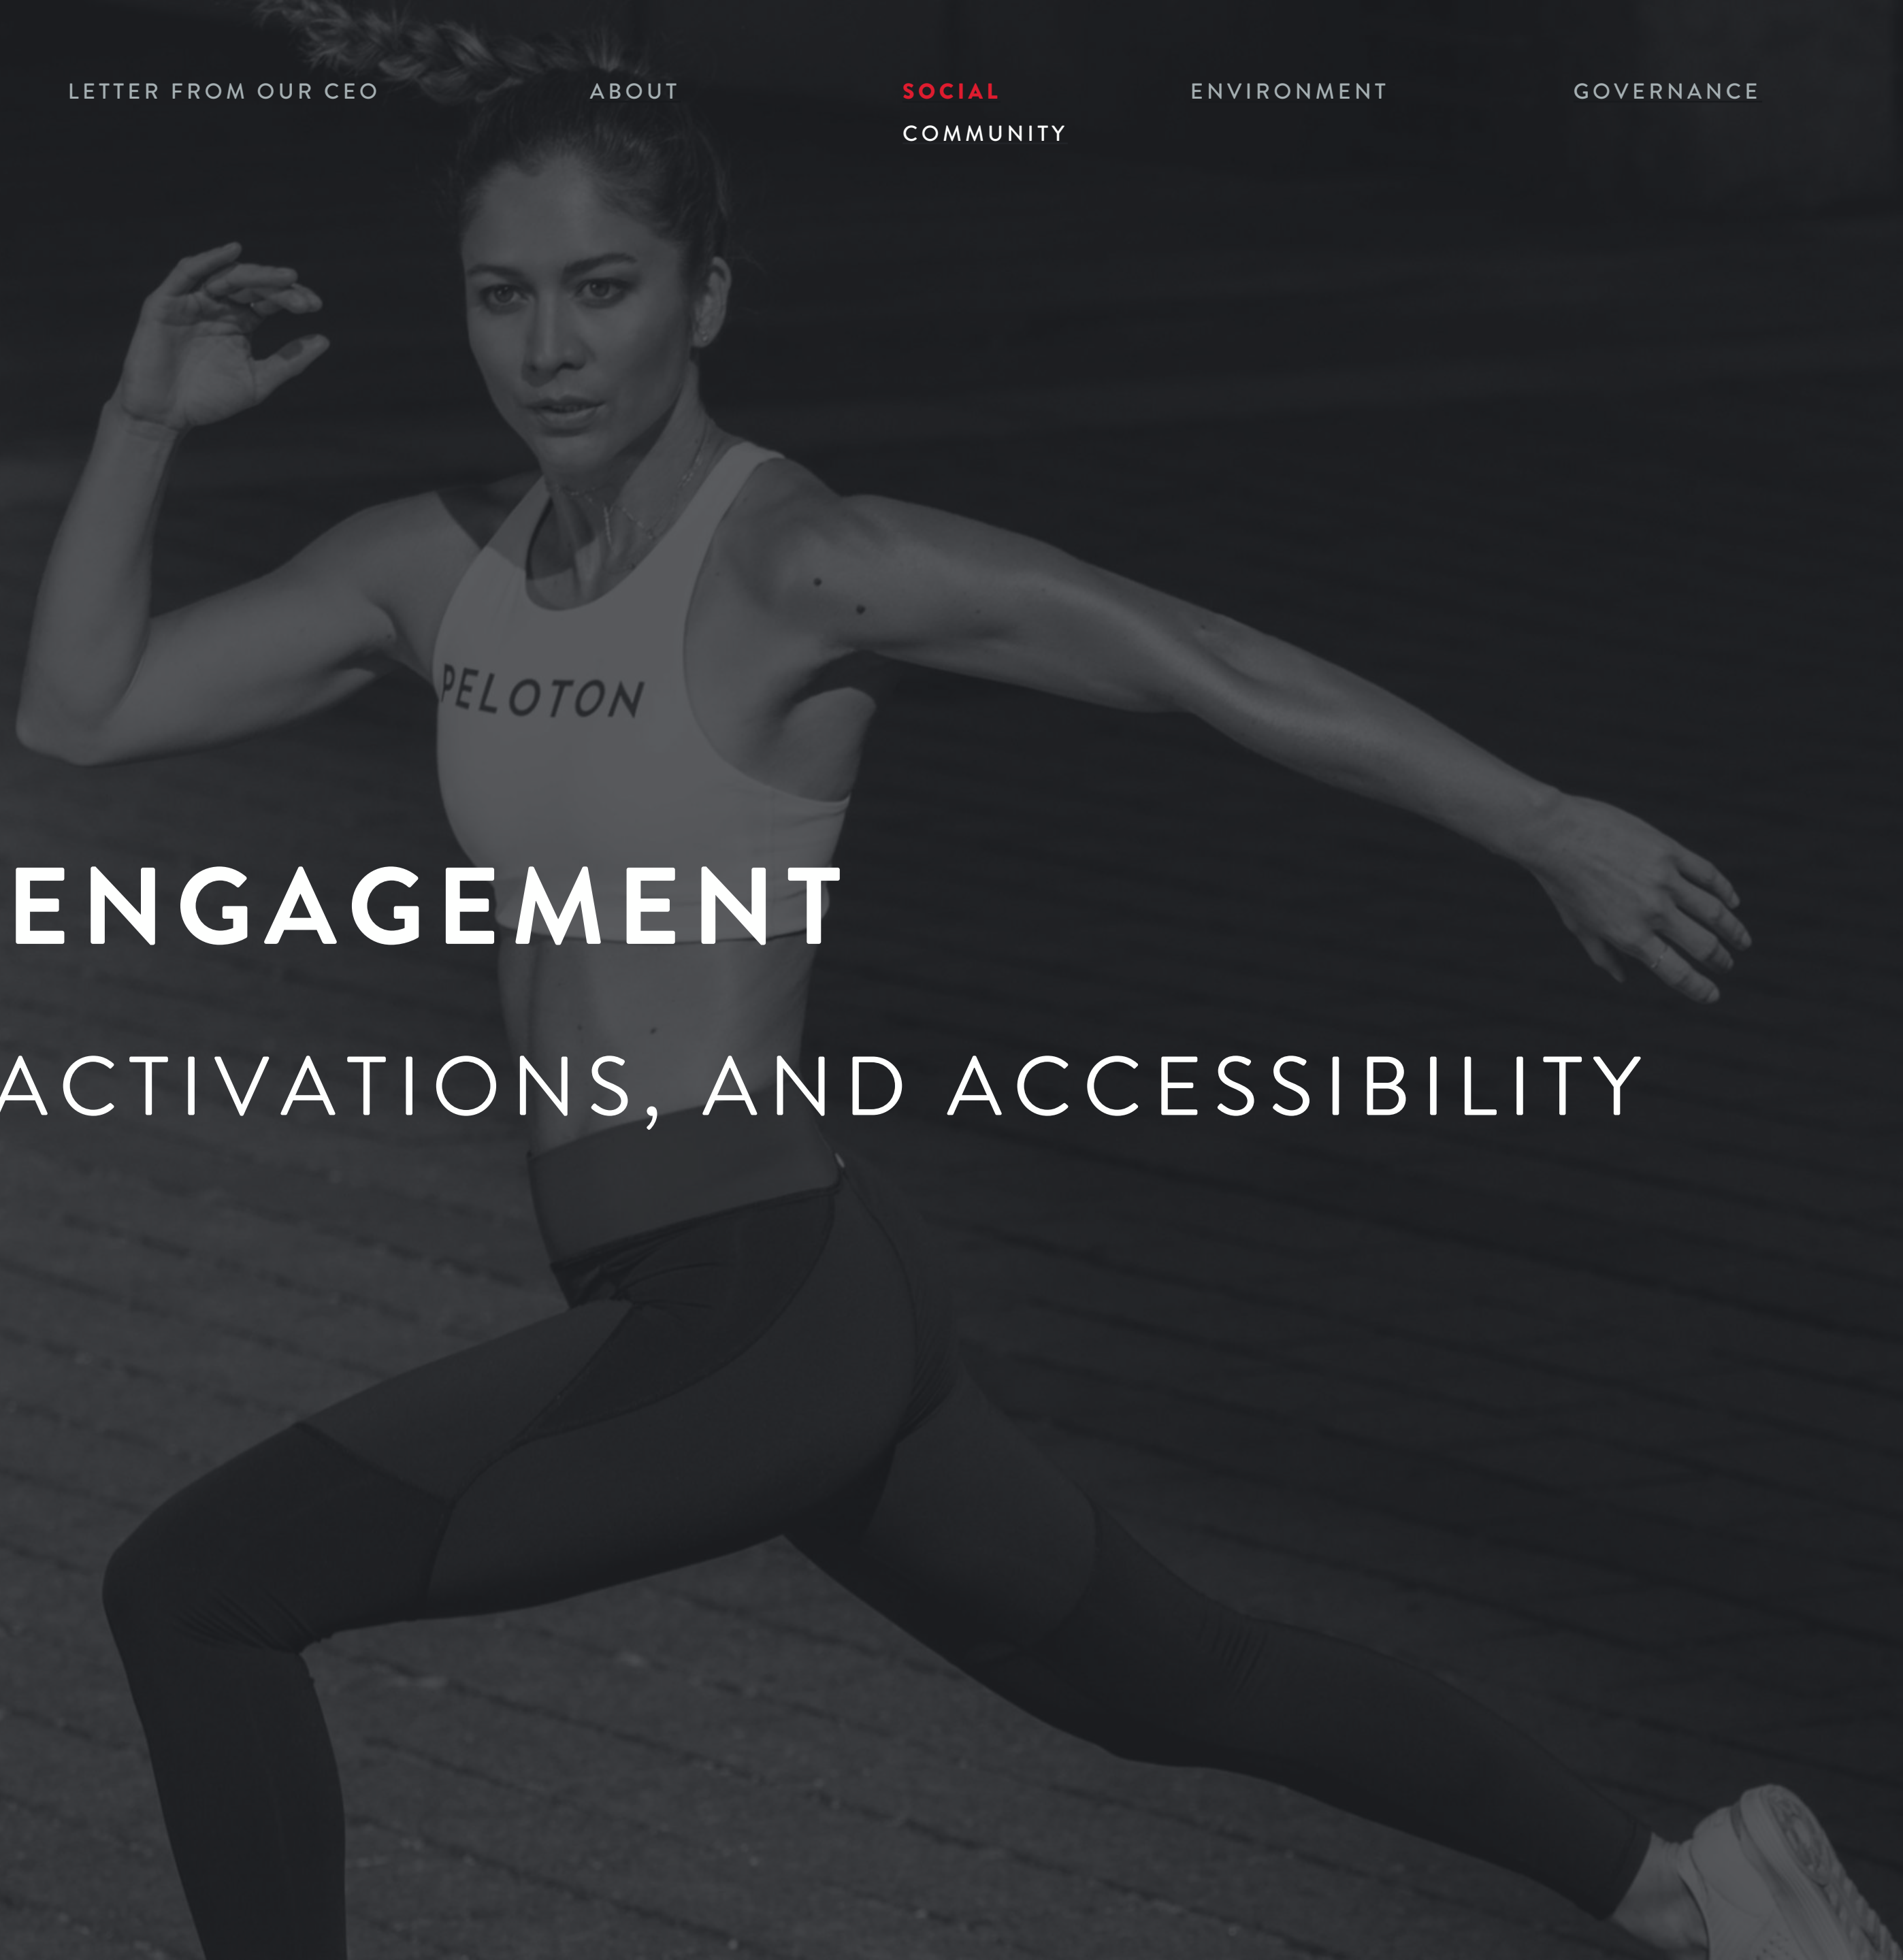 LETTER FROM OUR CEO ABOUT SOCIAL ENVIRONMENT GOVERNANCE
COMMUNITY
PELOTON
ENGAGEMENT
ACTIVATIONS, AND ACCESSIBILITY